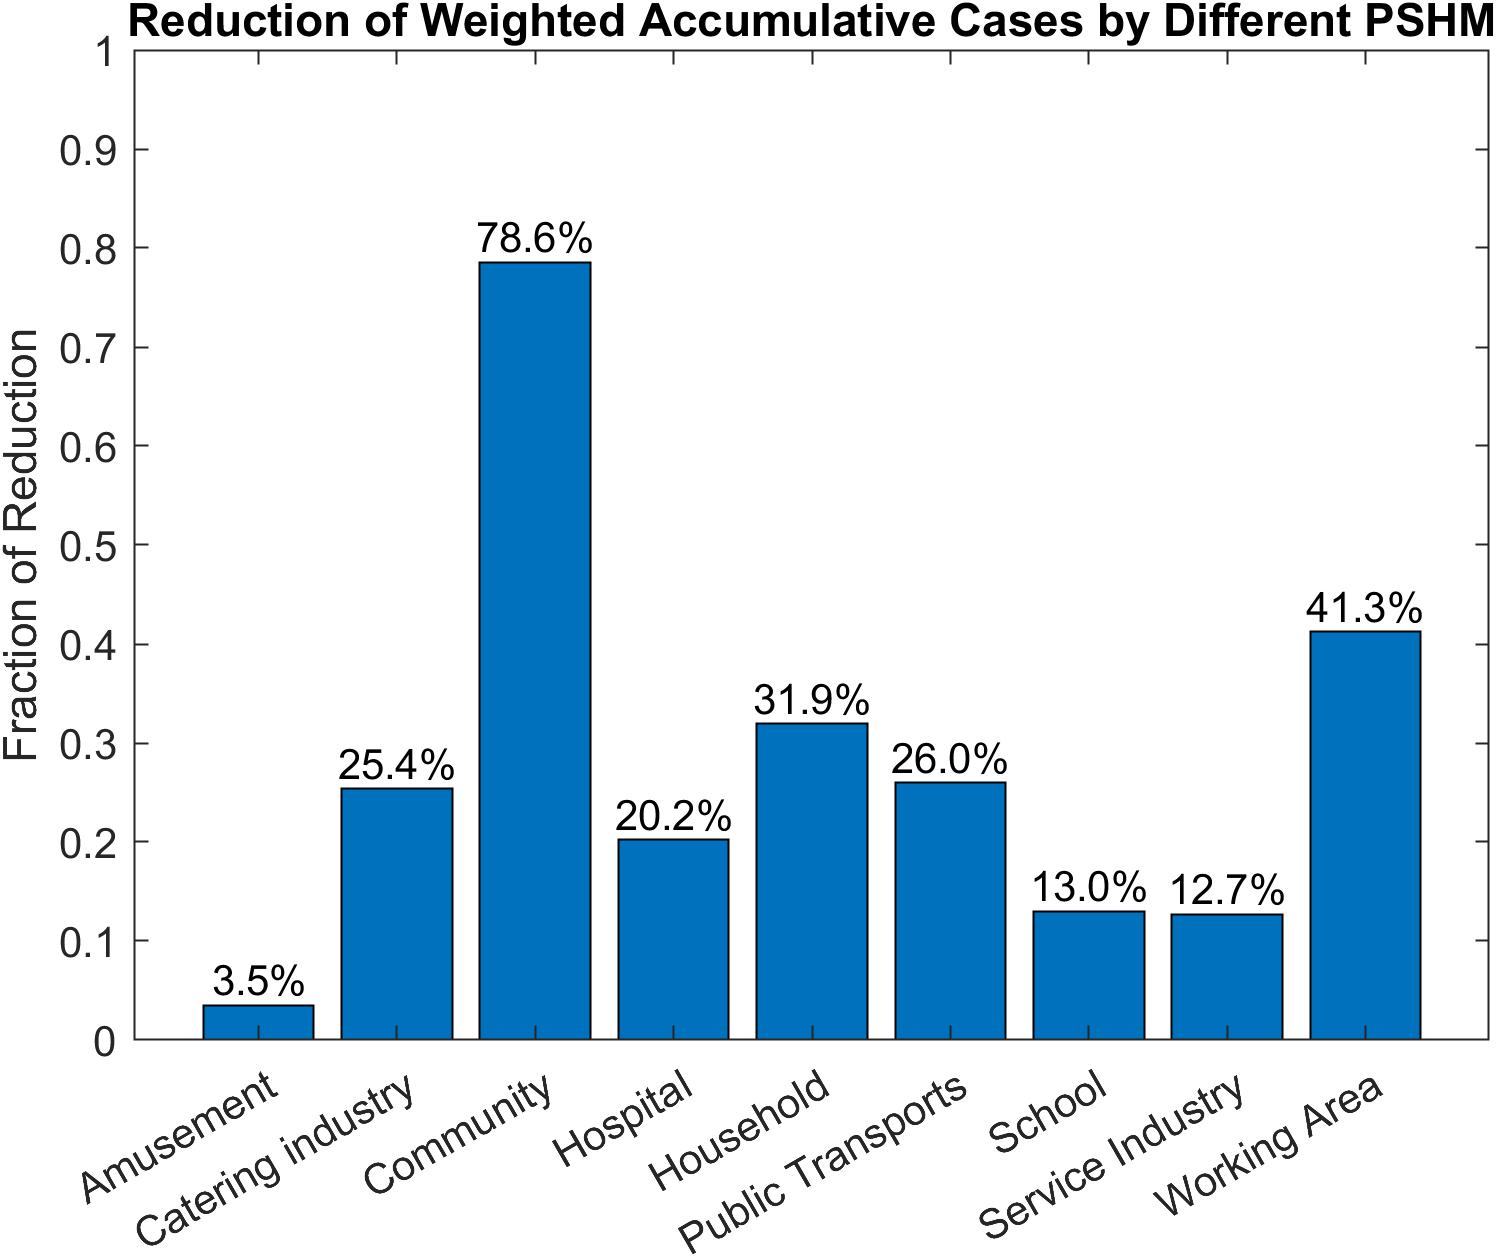 Reduction of Weighted Accumulative Cases by Different PSHM
Fraction of Reduction
1
0.9
0.8
0.7
0.6
0.5
0.4
0.3
0.2
0.1
0
3.5%
25.4%
78.6%
20.2%
31.9%
26.0%
13.0%
12.7%
41.3%
Amusement
Catering industry
Community
Hospital
Household
Public Transports
School
Service Industry
Working Area